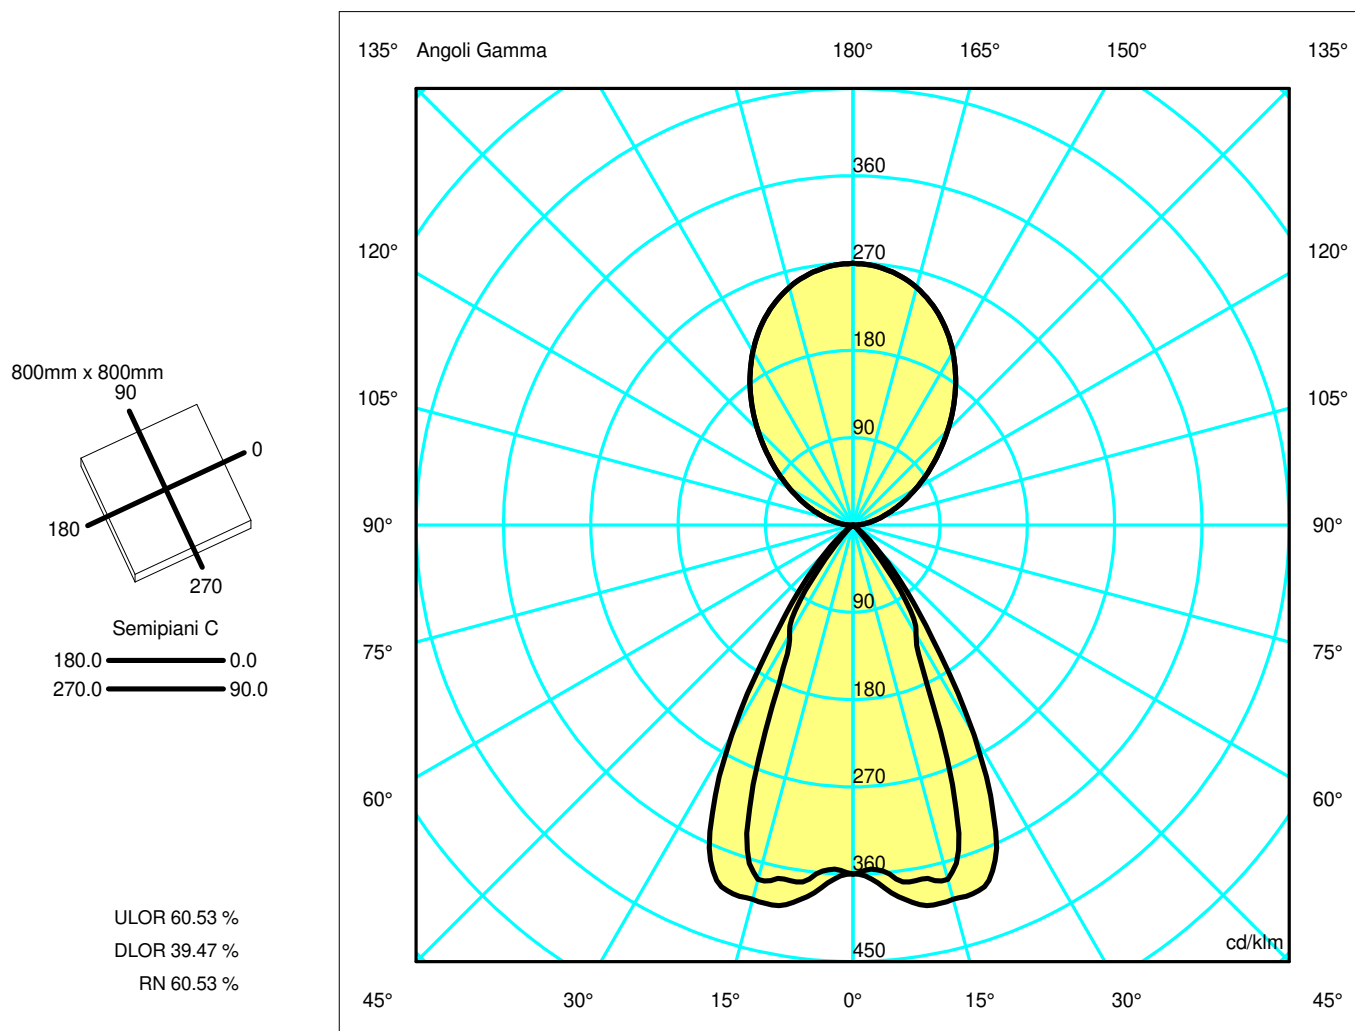 135° Angoli Gamma 180° 165° 150° 135°
360
120° 270 120°
180
800mm x 800mm
90
105° 105°
90
0
180
90° 90°
270
90
Semipiani C
180.0 0.0
75° 75°
270.0 90.0
180
270
60° 60°
360
ULOR 60.53 %
DLOR 39.47 %
450 cd/klm
RN 60.53 %
45° 30° 15° 0° 15° 30° 45°